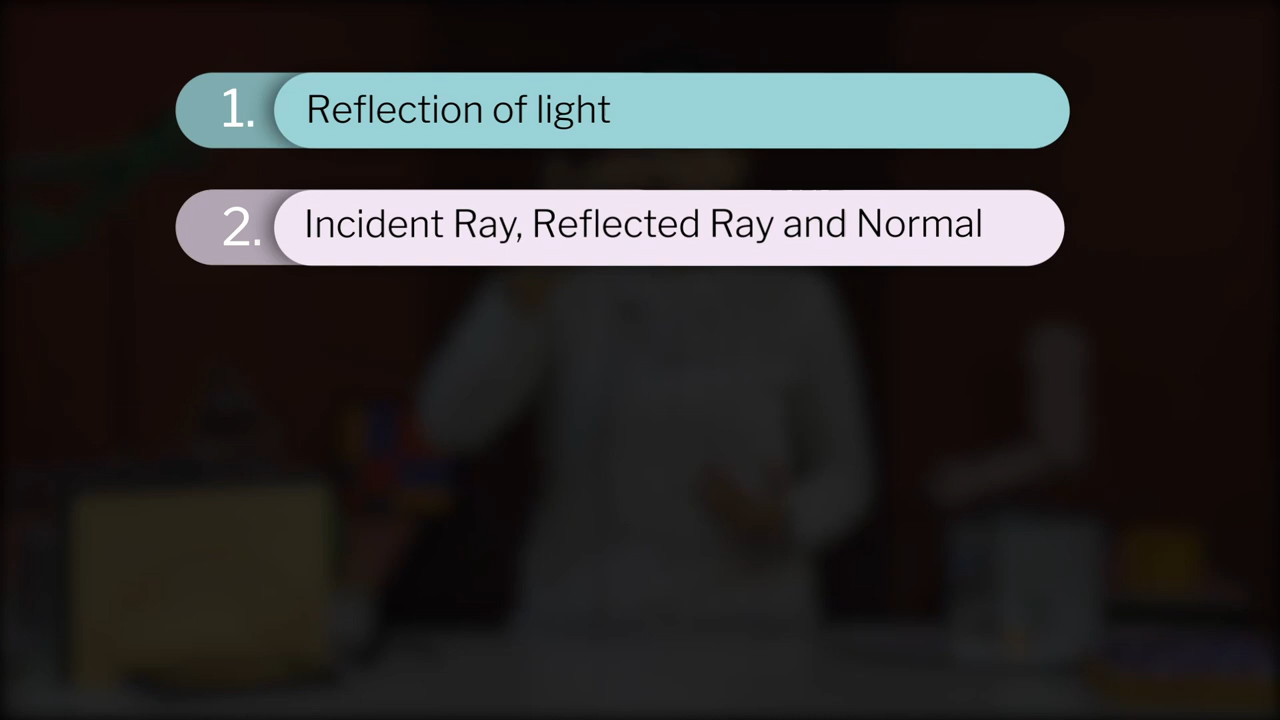 1. Reflection of light
2. Incident Ray, Reflected Ray and Normal